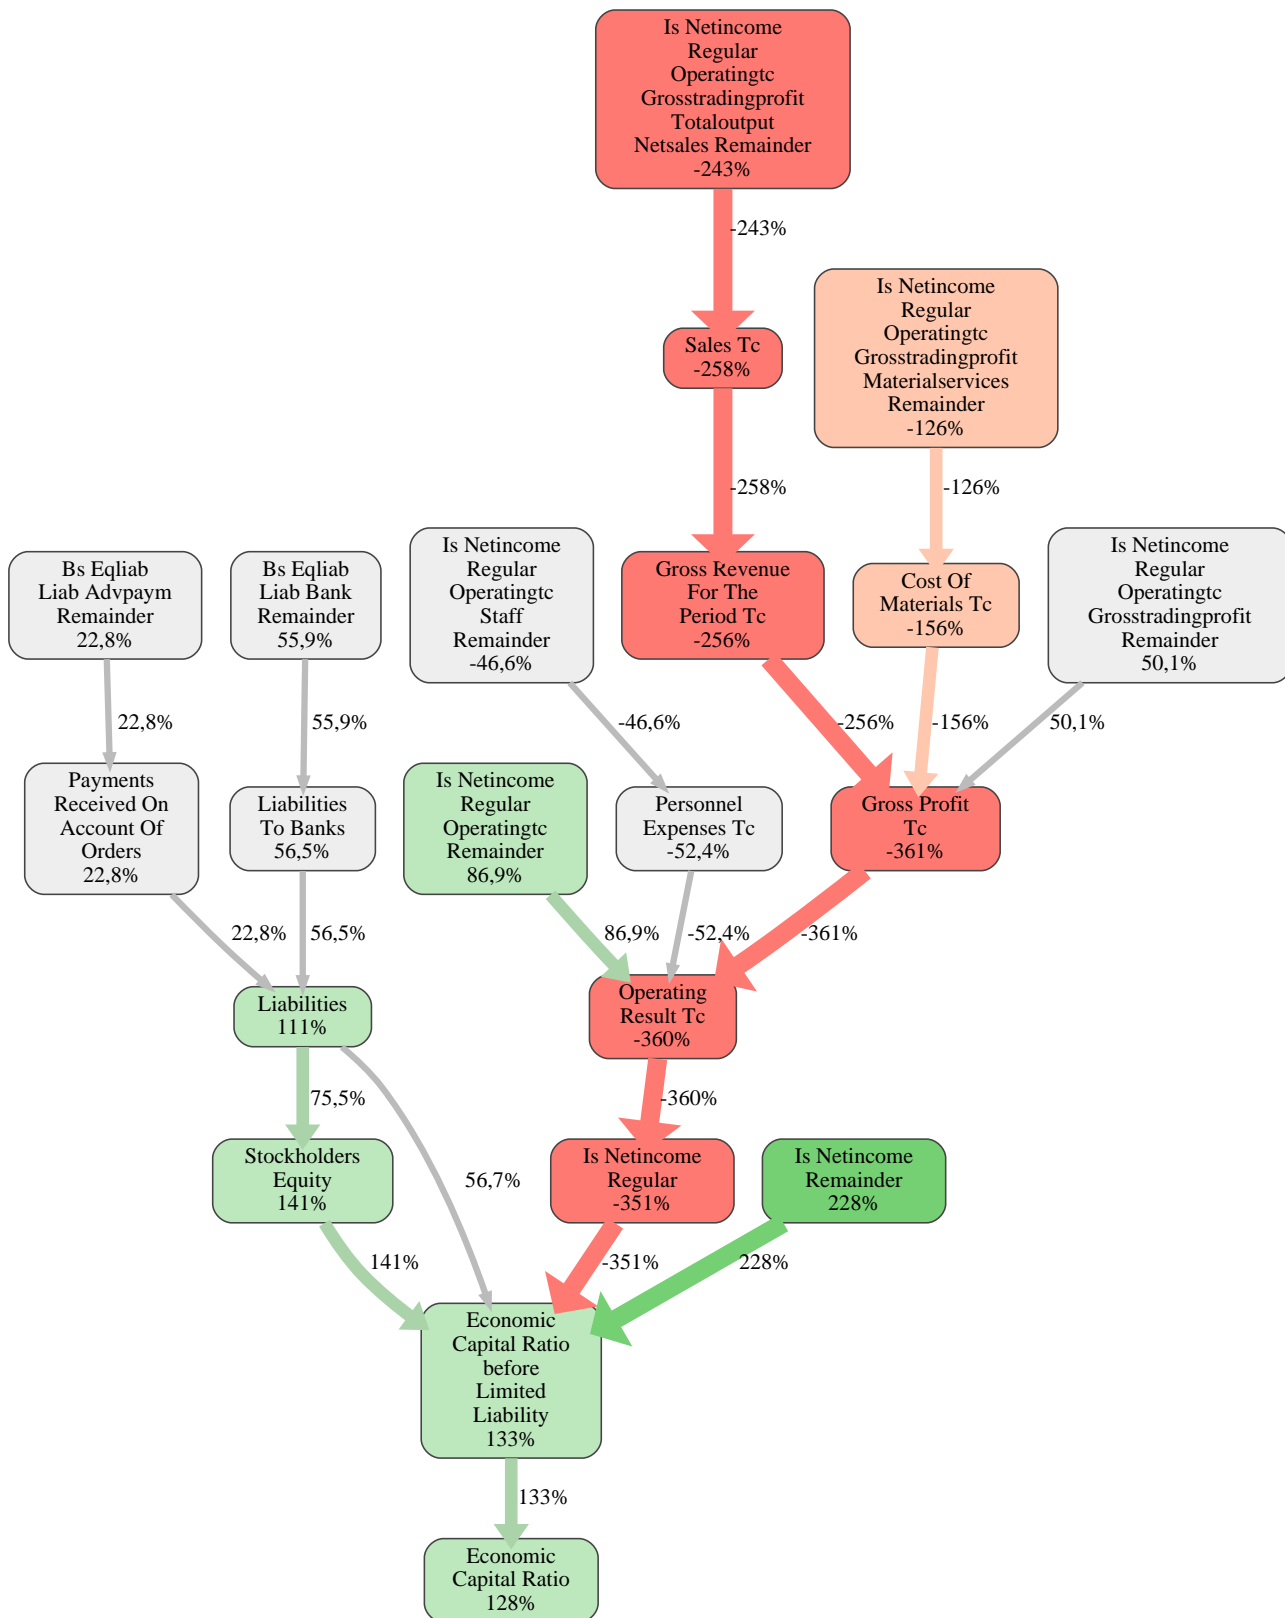 Is Netincome
Regular
Operatingtc
Grosstradingprofit
Totaloutput
Netsales Remainder
-243%
-243%
Is Netincome
Regular
Operatingtc
Grosstradingprofit
Materialservices
Remainder
-126%
Sales Tc
-258%
-258%
-126%
Bs Eqliab
Liab Advpaym
Remainder
22,8%
Bs Eqliab
Liab Bank
Remainder
55,9%
Is Netincome
Regular
Operatingtc
Staff
Remainder
-46,6%
Gross Revenue
For The
Period Tc
-256%
Cost Of
Materials Tc
-156%
Is Netincome
Regular
Operatingtc
Grosstradingprofit
Remainder
50,1%
22,8%
55,9%
-46,6%
-256%
-156%
50,1%
Payments
Received On
Account Of
Orders
22,8%
Liabilities
To Banks
56,5%
Is Netincome
Regular
Operatingtc
Remainder
86,9%
Personnel
Expenses Tc
-52,4%
Gross Profit
Tc
-361%
22,8%
56,5%
86,9%
-52,4%
-361%
Liabilities
111%
Operating
Result Tc
-360%
75,5%
-360%
Stockholders
Equity
141%
56,7%
Is Netincome
Regular
-351%
Is Netincome
Remainder
228%
141%
-351%
228%
Economic
Capital Ratio
before
Limited
Liability
133%
133%
Economic
Capital Ratio
128%